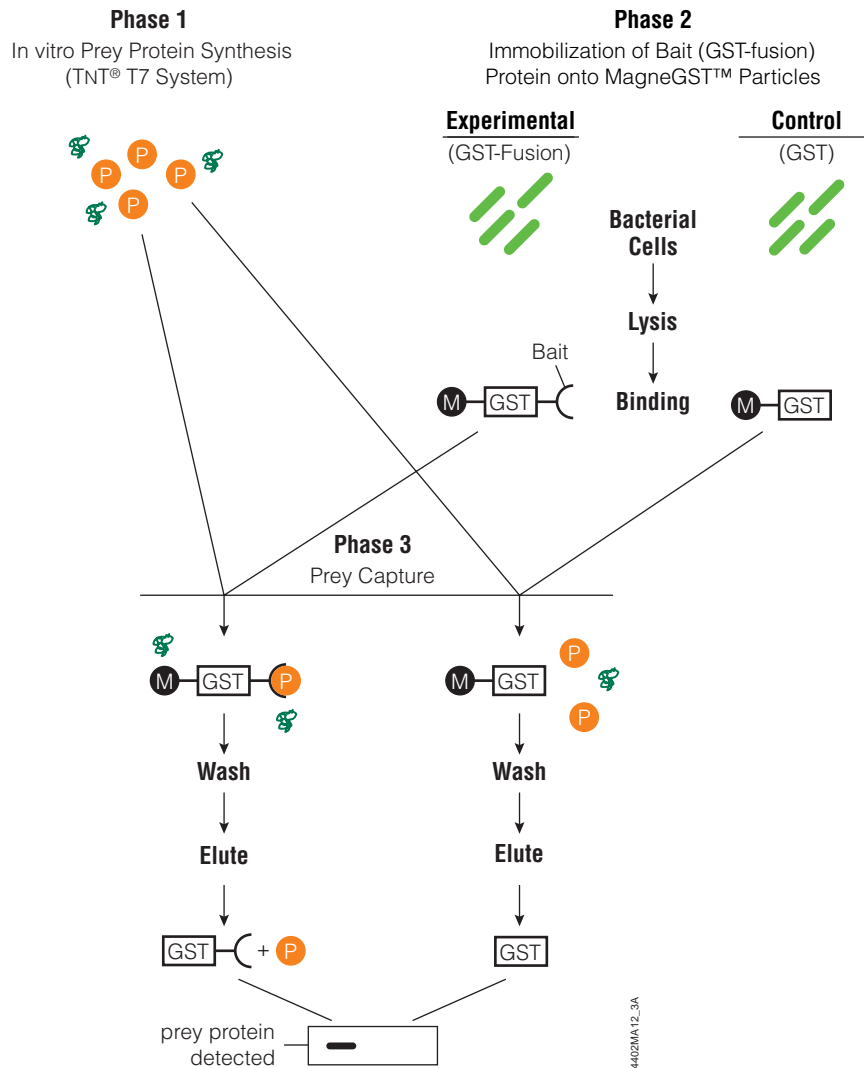 Phase 1
In vitro Prey Protein Synthesis
(TNT® T7 System)
Phase 2
Immobilization of Bait (GST-fusion)
Protein onto MagneGST™ Particles
Experimental
(GST-Fusion)
Control
(GST)
P
P
P
P
Bacterial
Cells
Lysis
Binding
Bait
M
GST
M
GST
Phase 3
Prey Capture
M
GST
P
M
GST
P
P
Wash
Wash
Elute
Elute
GST
+
P
GST
prey protein
detected
4402MA12_3A